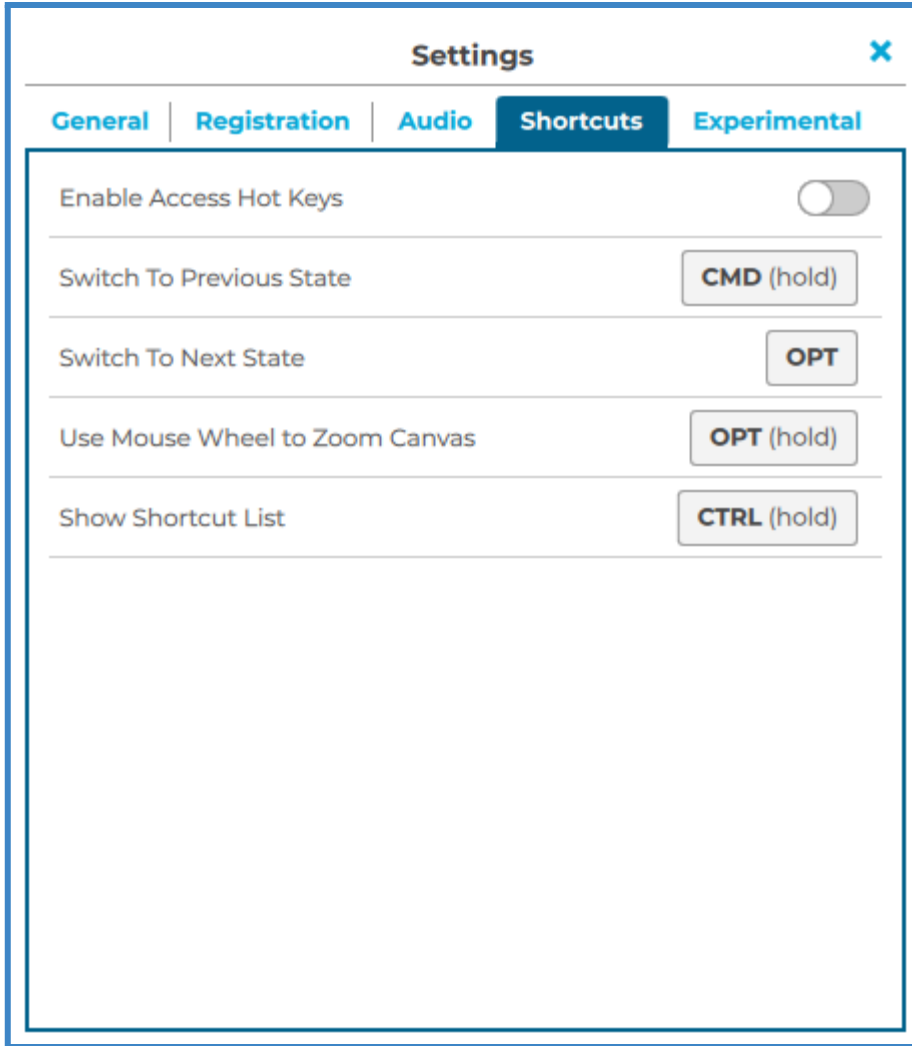 Settings
General Registration Audio Shortcuts Experimental
Enable Access Hot Keys
Switch To Previous State CMD (hold)
Switch To Next State OPT
Use Mouse Wheel to Zoom Canvas OPT (hold)
Show Shortcut List CTRL (hold)